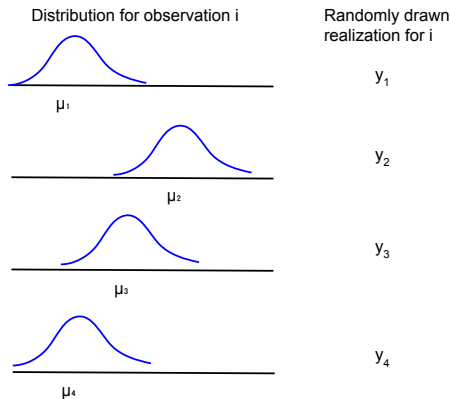 Distribution for observation i
Randomly drawn
realization for i
μ₁
y₁
μ₂
y₂
μ₃
y₃
μ₄
y₄